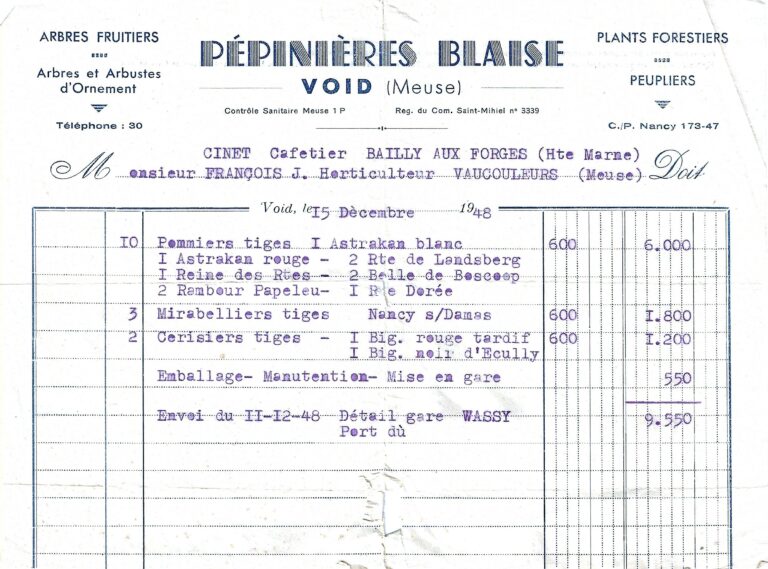 ARBRES FRUITIERS
Arbres et Arbustes
d'Ornement
Téléphone : 30
PÉPINIÈRES BLAISE
VOID (Meuse)
Contrôle Sanitaire Meuse 1 P Reg. du Com. Saint-Mihiel n° 3339
PLANTS FORESTIERS
PEUPLIERS
C./P. Nancy 173-47
CINET Cafetier BAILLY AUX FORGES (Hte Marne)
Monsieur FRANÇOIS J. Horticulteur VAUCOULEURS (Meuse) Doit
Void, le I5 Dècembre 1948
IO Pommiers tiges I Astrakan blanc 600 6.000
I Astrakan rouge - 2 Rte de Landsberg
I Reine des Rtes - 2 Belle de Boscoop
2 Rambour Papeleu- I Rte Dorée
3 Mirabelliers tiges Nancy s/Damas 600 I.800
2 Cerisiers tiges - I Big. rouge tardif 600 I.200
I Big. noir d'Ecully
Emballage- Manutention- Mise en gare 550
Envoi du II-I2-48 Détail gare WASSY 9.550
Port dû